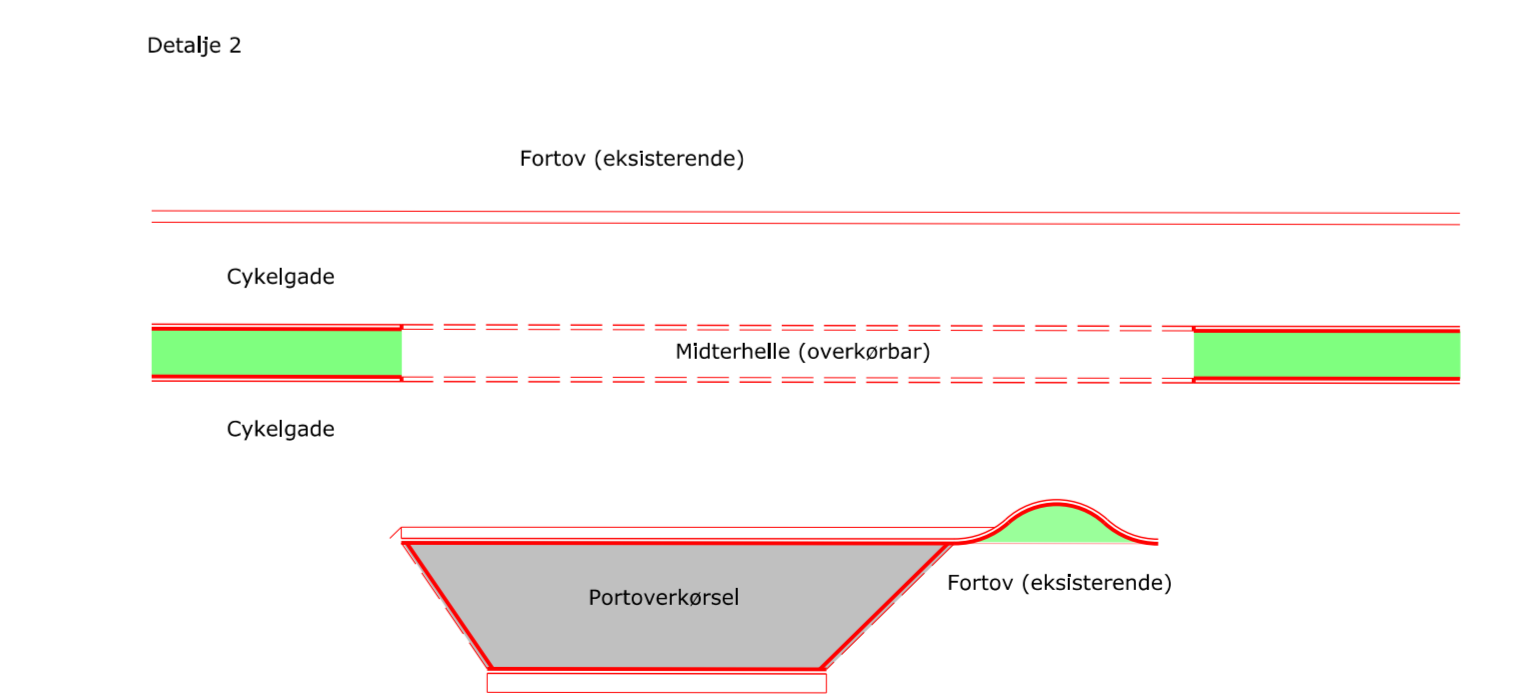 Detalje 2
Fortov (eksisterende)
Cykelgade
Midterhelle (overkørbar)
Cykelgade
Fortov (eksisterende)
Portoverkørsel